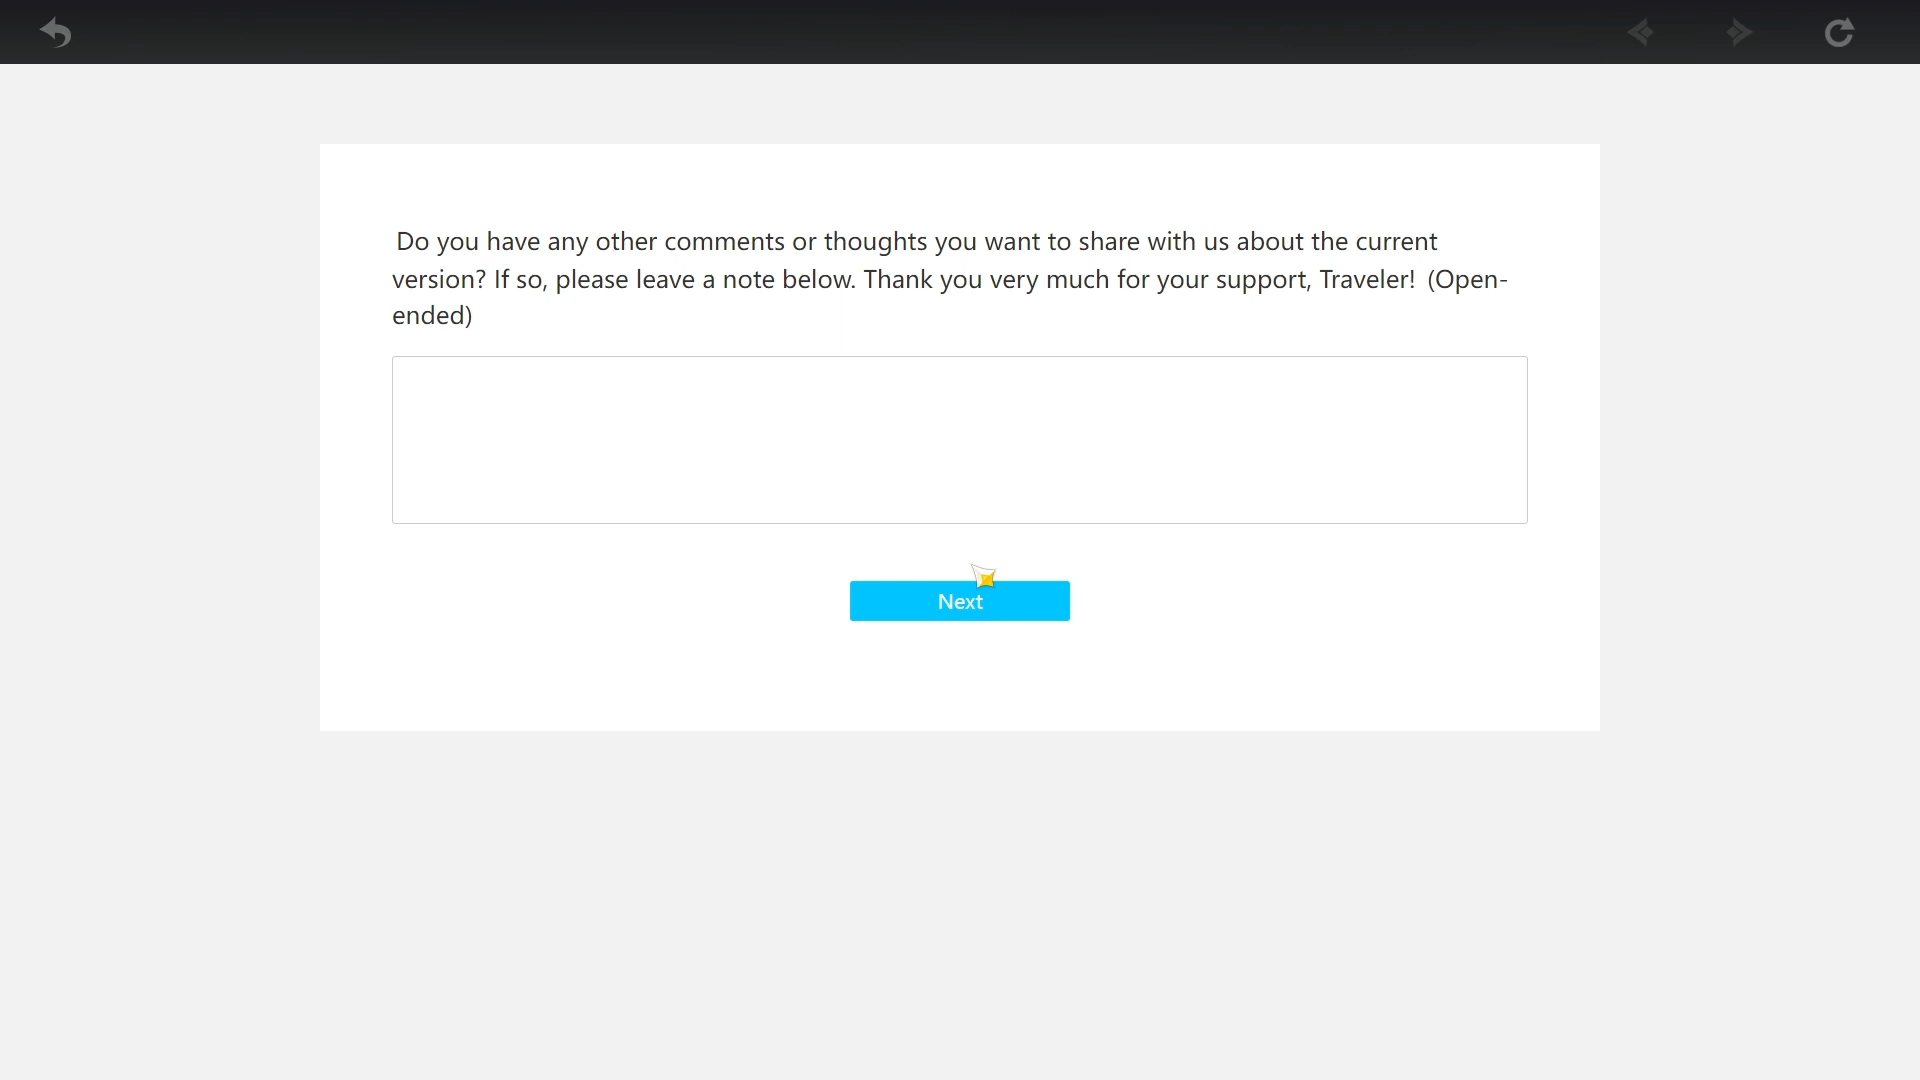 Do you have any other comments or thoughts you want to share with us about the current
version? If so, please leave a note below. Thank you very much for your support, Traveler! (Open-
ended)
Next